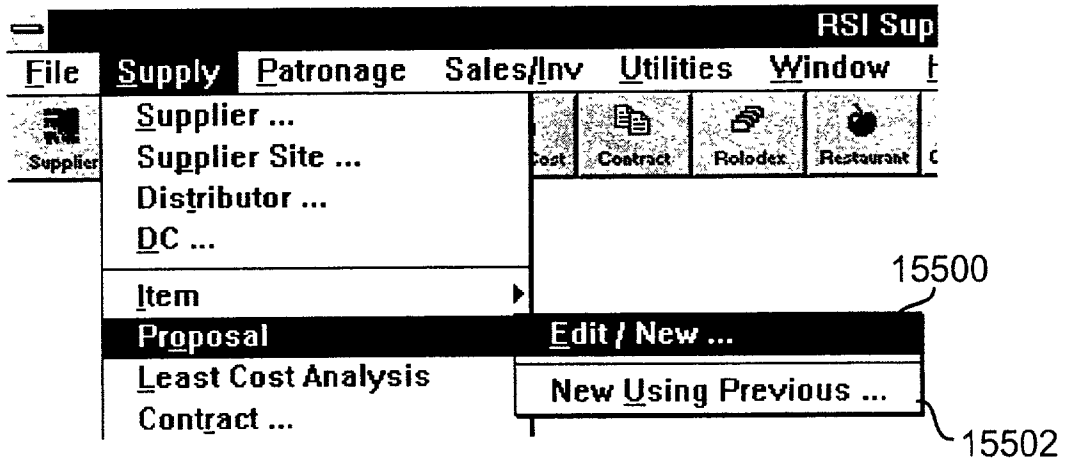 RSI Sup
File Supply Patronage Sales/Inv Utilities Window
Supplier Cost Contract Rolodex Restaurant
Supplier ...
Supplier Site ...
Distributor ...
DC ...
Item
Proposal
Least Cost Analysis
Contract ...
15500
Edit / New ...
New Using Previous ...
15502